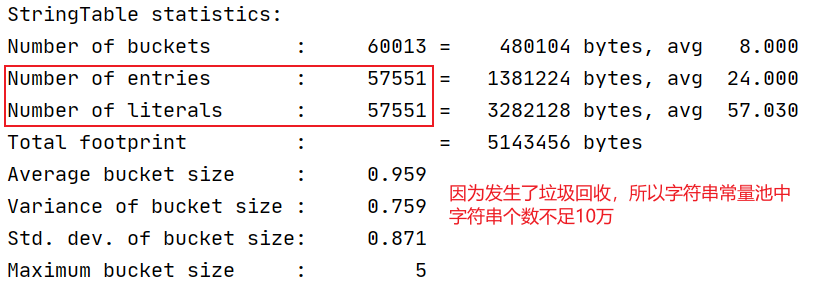 StringTable statistics:
Number of buckets       :     60013 =    480104 bytes, avg   8.000
Number of entries       :     57551 =   1381224 bytes, avg  24.000
Number of literals      :     57551 =   3282128 bytes, avg  57.030
Total footprint         :           =   5143456 bytes
Average bucket size     :     0.959
Variance of bucket size :     0.759
Std. dev. of bucket size:     0.871
Maximum bucket size     :         5
因为发生了垃圾回收，所以字符串常量池中
字符串个数不足10万